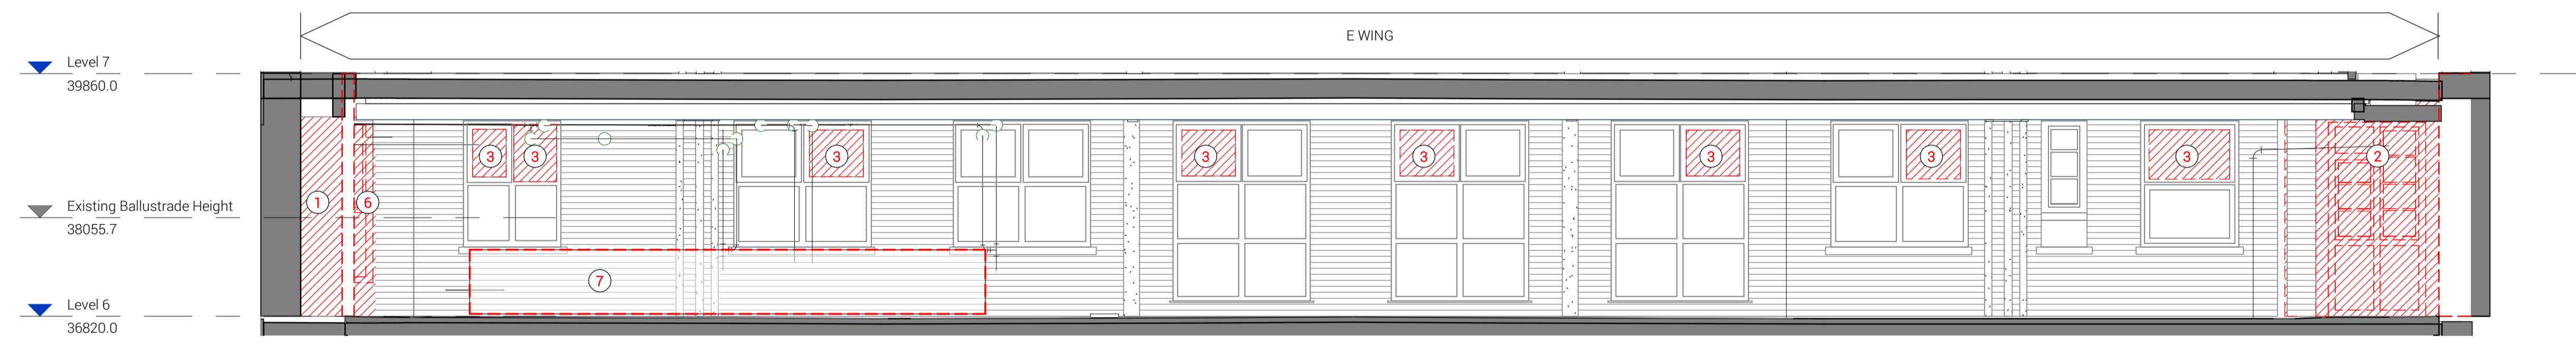 E WING
Level 7
39860.0
3 3 3 3 3 3 3 3 2
1 6
Existing Ballustrade Height
38055.7
7
Level 6
36820.0